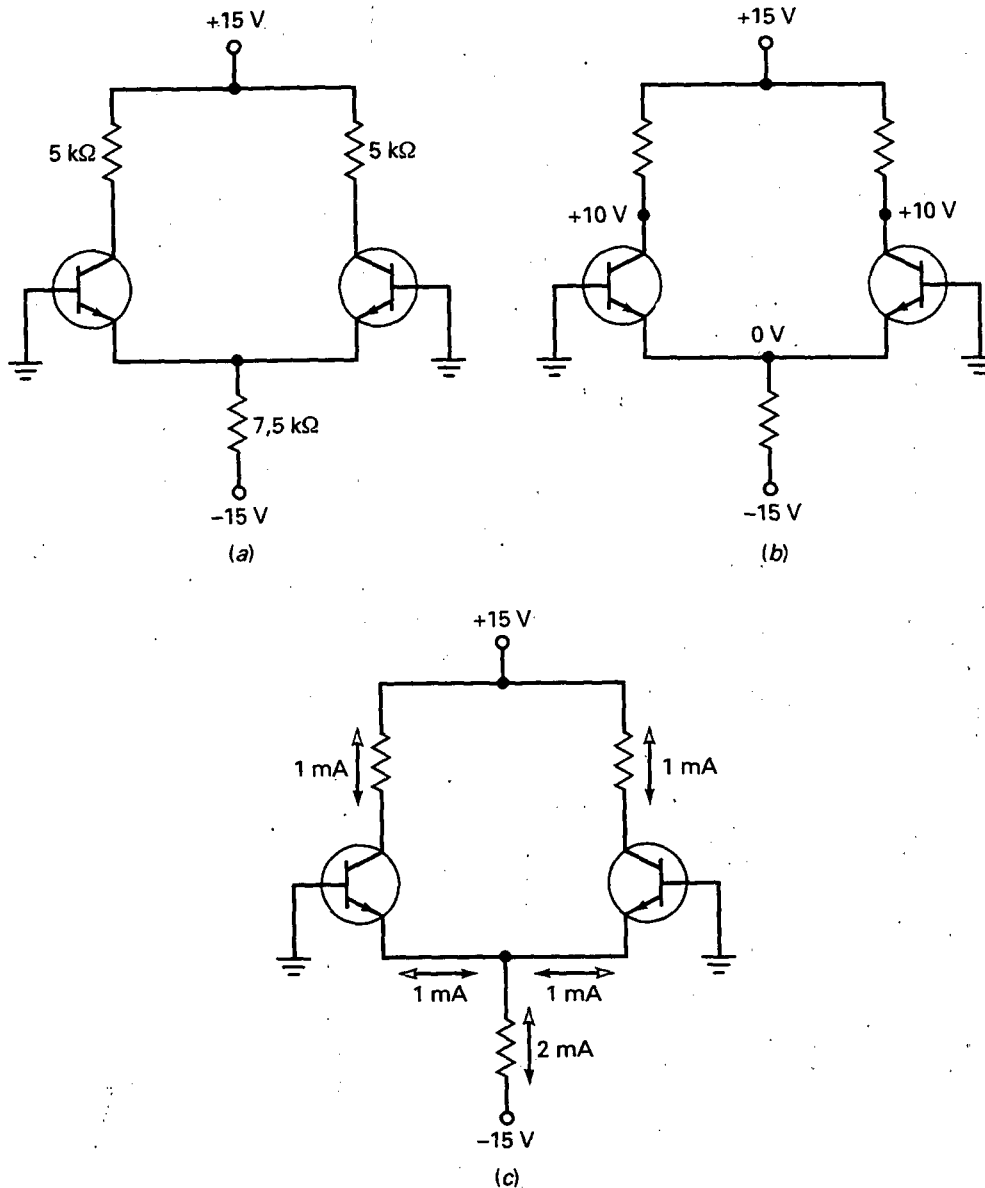 +15 V
+15 V
5 kΩ
5 kΩ
+10 V
+10 V
0 V
7,5 kΩ
–15 V
–15 V
(a)
(b)
+15 V
1 mA
1 mA
1 mA
1 mA
2 mA
–15 V
(c)